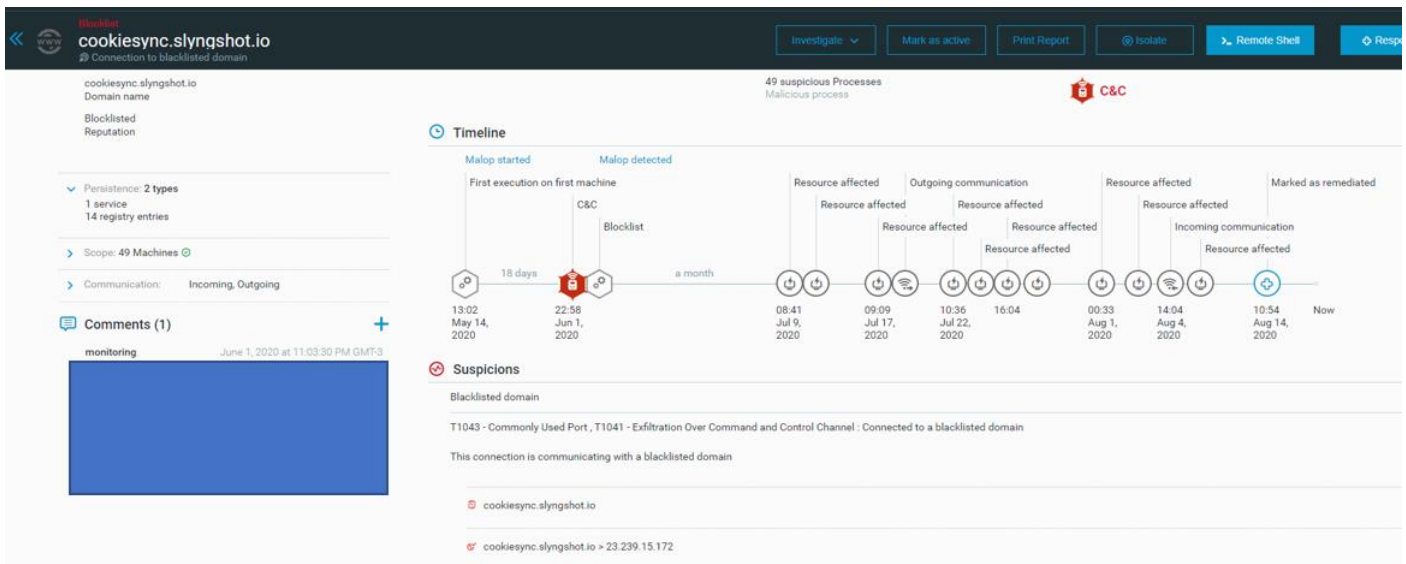 Blocklist
cookiesync.slyngshot.io
Connection to blacklisted domain
Investigate
Mark as active
Print Report
Isolate
>_ Remote Shell
cookiesync.slyngshot.io
Domain name
Blocklisted
Reputation
49 suspicious Processes
Malicious process
C&C
Persistence: 2 types
1 service
14 registry entries
Scope: 49 Machines
Communication: Incoming, Outgoing
Comments (1)
monitoring June 1, 2020 at 11:03:30 PM GMT-3
Timeline
Malop started Malop detected
First execution on first machine Resource affected Outgoing communication Resource affected Marked as remediated
C&C Resource affected Resource affected Resource affected
Blocklist Resource affected Resource affected Incoming communication
Resource affected Resource affected
18 days a month
13:02 22:58 08:41 09:09 10:36 16:04 00:33 14:04 10:54 Now
May 14, Jun 1, Jul 9, Jul 17, Jul 22, Aug 1, Aug 4, Aug 14,
2020 2020 2020 2020 2020 2020 2020 2020
Suspicions
Blacklisted domain
T1043 - Commonly Used Port , T1041 - Exfiltration Over Command and Control Channel : Connected to a blacklisted domain
This connection is communicating with a blacklisted domain
cookiesync.slyngshot.io
cookiesync.slyngshot.io > 23.239.15.172